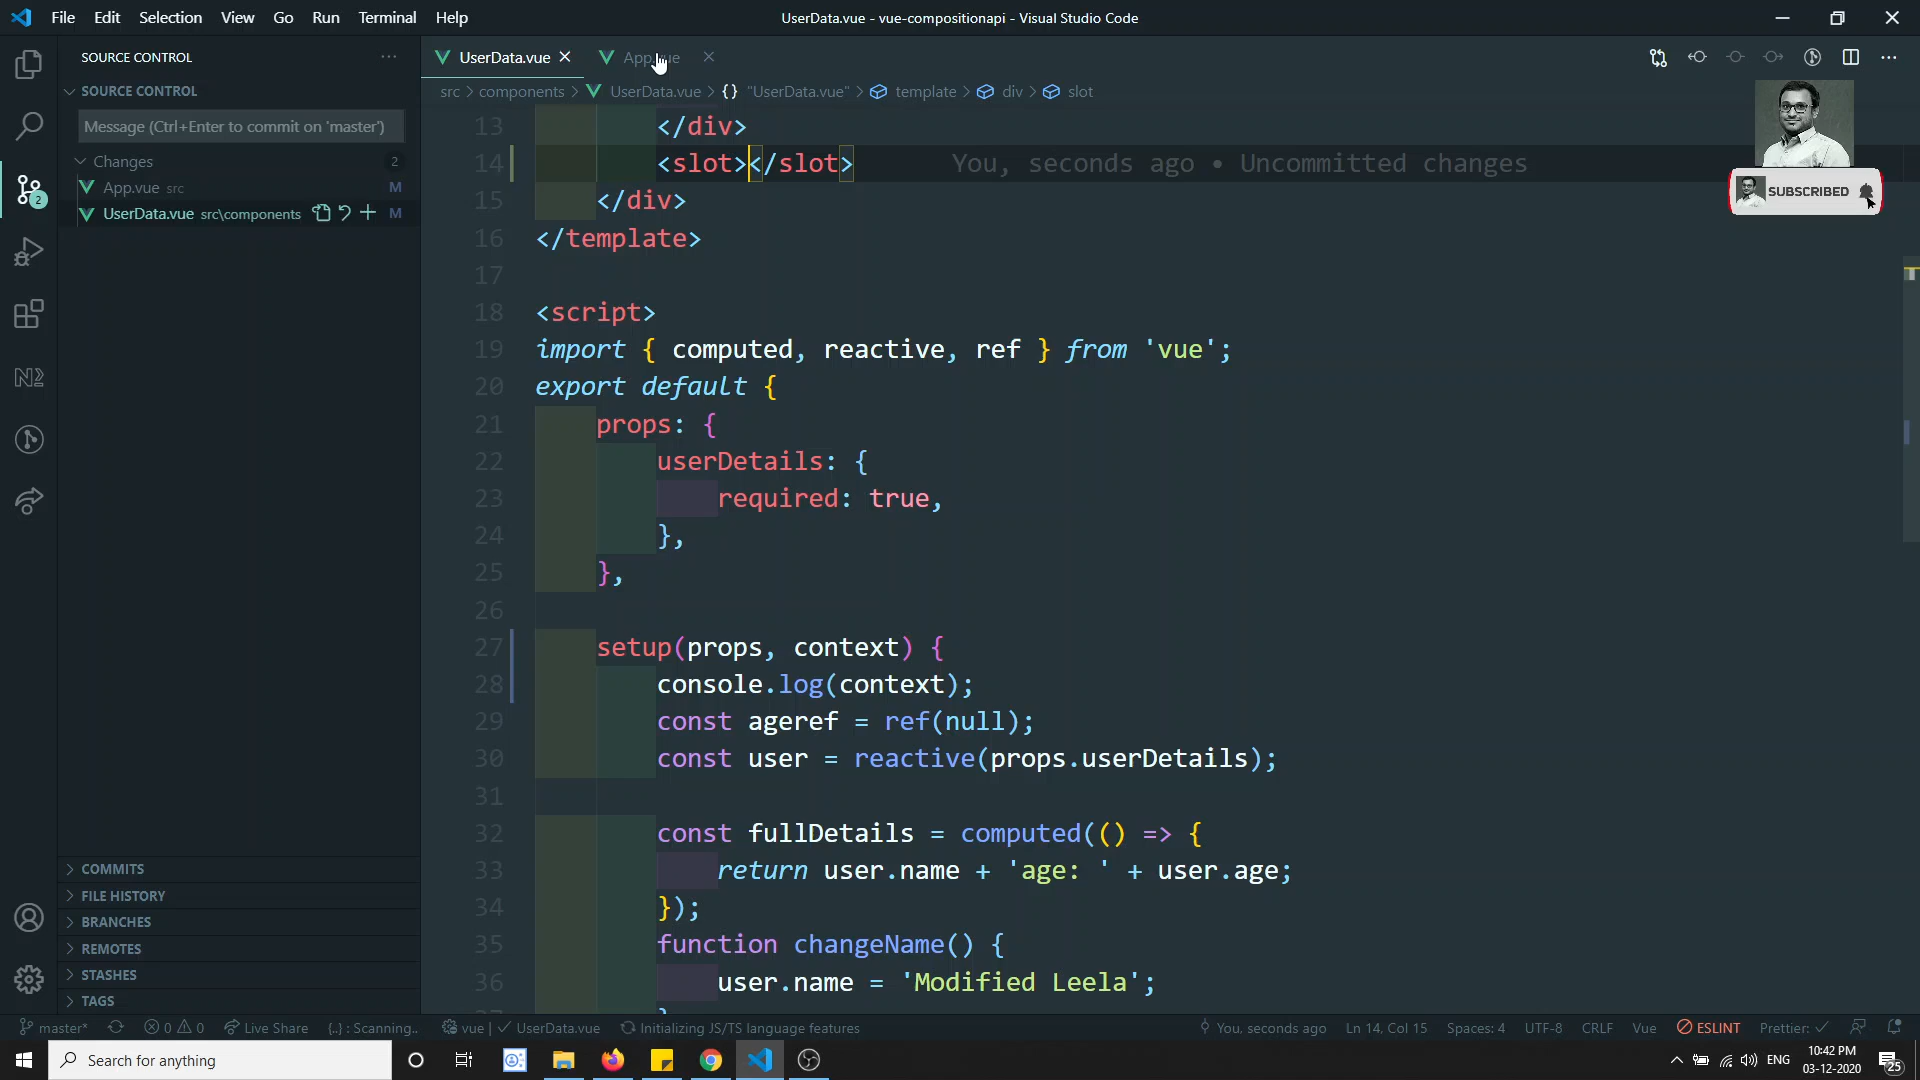 File Edit Selection View Go Run Terminal Help
UserData.vue - vue-compositionapi - Visual Studio Code
SOURCE CONTROL
SOURCE CONTROL
Message (Ctrl+Enter to commit on 'master')
Changes 2
App.vue src M
UserData.vue src\components M
2
COMMITS
FILE HISTORY
BRANCHES
REMOTES
STASHES
TAGS
UserData.vue App.vue
src > components > UserData.vue > {} "UserData.vue" > template > div > slot
13 </div>
14 <slot></slot> You, seconds ago • Uncommitted changes
15 </div>
16 </template>
17
18 <script>
19 import { computed, reactive, ref } from 'vue';
20 export default {
21 props: {
22 userDetails: {
23 required: true,
24 },
25 },
26
27 setup(props, context) {
28 console.log(context);
29 const ageref = ref(null);
30 const user = reactive(props.userDetails);
31
32 const fullDetails = computed(() => {
33 return user.name + 'age: ' + user.age;
34 });
35 function changeName() {
36 user.name = 'Modified Leela';
SUBSCRIBED
master* 0 0 Live Share {..} : Scanning.. vue | UserData.vue Initializing JS/TS language features
You, seconds ago Ln 14, Col 15 Spaces: 4 UTF-8 CRLF Vue ESLINT Prettier: ✓
Search for anything
ENG
10:42 PM
03-12-2020
25